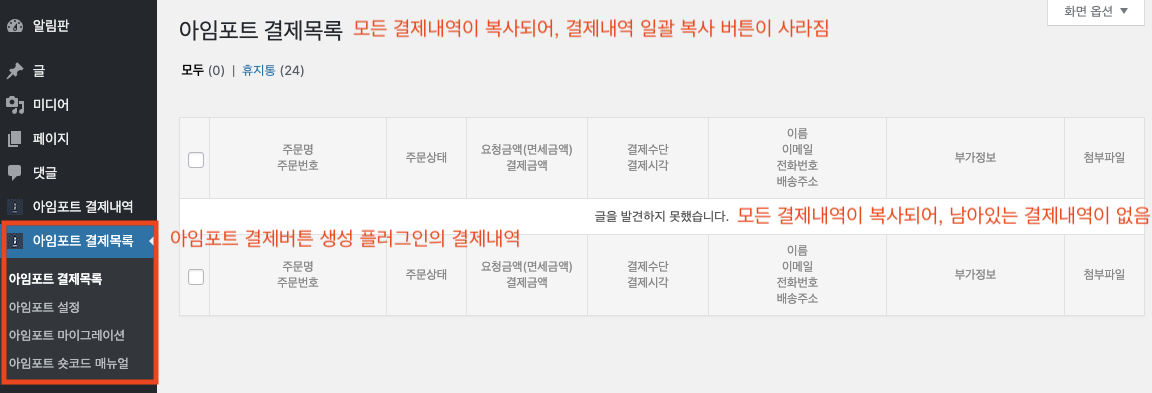 알림판
글
미디어
페이지
댓글
아임포트 결제내역
아임포트 결제목록
아임포트 결제목록
아임포트 설정
아임포트 마이그레이션
아임포트 숏코드 매뉴얼
화면 옵션 ▼
아임포트 결제목록 모든 결제내역이 복사되어, 결제내역 일괄 복사 버튼이 사라짐
모두 (0) | 휴지통 (24)
주문명
주문번호
주문상태
요청금액(면세금액)
결제금액
결제수단
결제시각
이름
이메일
전화번호
배송주소
부가정보
첨부파일
글을 발견하지 못했습니다. 모든 결제내역이 복사되어, 남아있는 결제내역이 없음
아임포트 결제버튼 생성 플러그인의 결제내역
주문명
주문번호
주문상태
요청금액(면세금액)
결제금액
결제수단
결제시각
이름
이메일
전화번호
배송주소
부가정보
첨부파일